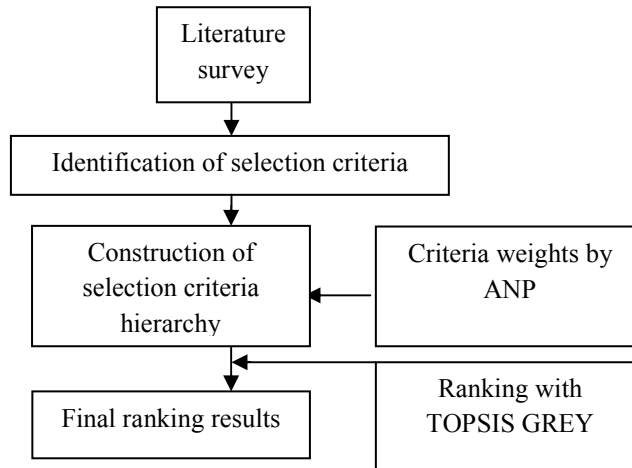 Literature
survey
Identification of selection criteria
Construction of
selection criteria
hierarchy
Criteria weights by
ANP
Ranking with
TOPSIS GREY
Final ranking results